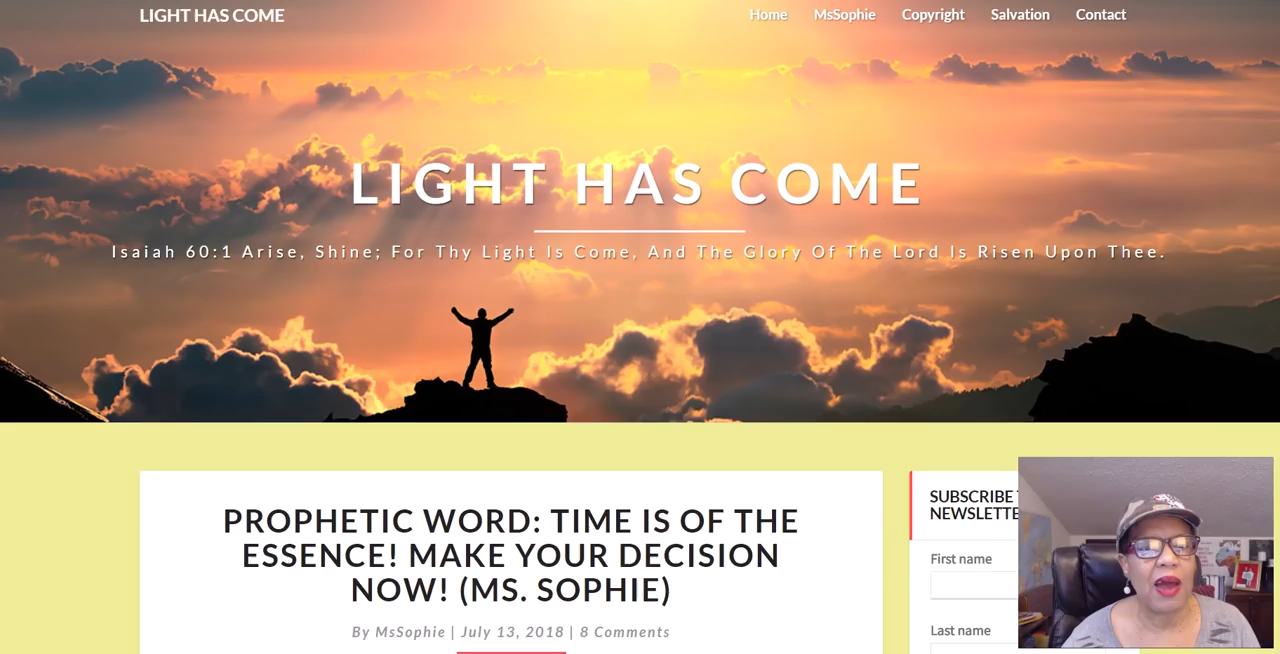 LIGHT HAS COME
Home MsSophie Copyright Salvation Contact
LIGHT HAS COME
Isaiah 60:1 Arise, Shine; For Thy Light Is Come, And The Glory Of The Lord Is Risen Upon Thee.
PROPHETIC WORD: TIME IS OF THE
ESSENCE! MAKE YOUR DECISION
NOW! (MS. SOPHIE)
By MsSophie | July 13, 2018 | 8 Comments
SUBSCRIBE
NEWSLETTE
First name
Last name